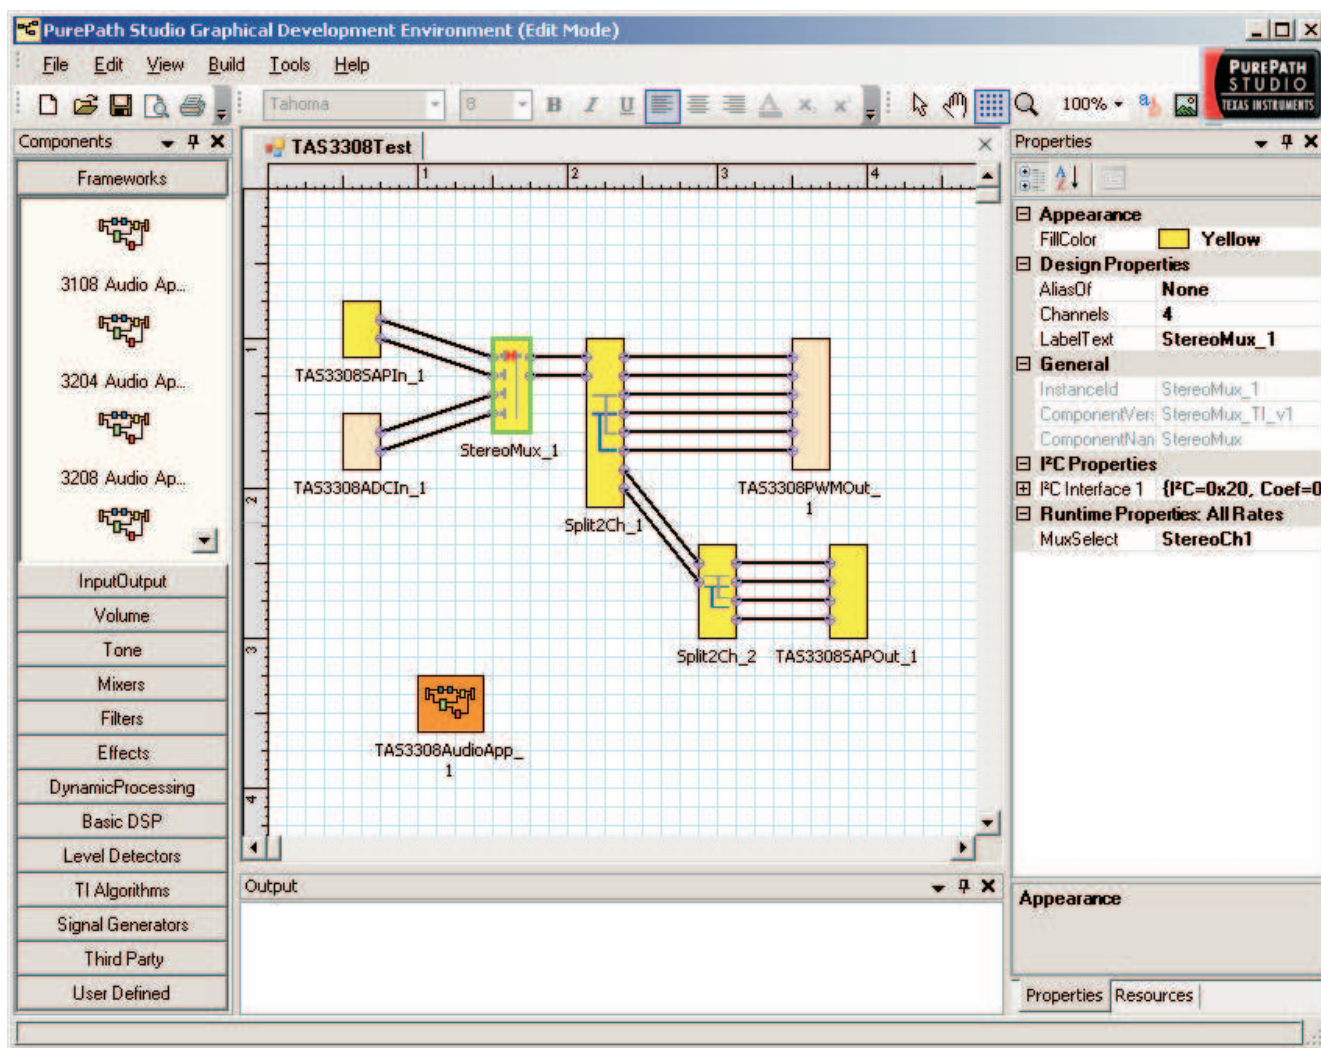 PurePath Studio Graphical Development Environment (Edit Mode)
File Edit View Build Tools Help
PUREPATH
STUDIO
TEXAS INSTRUMENTS
Tahoma 8 B I U A x x 100%
Components
Frameworks
3108 Audio Ap...
3204 Audio Ap...
3208 Audio Ap...
InputOutput
Volume
Tone
Mixers
Filters
Effects
DynamicProcessing
Basic DSP
Level Detectors
TI Algorithms
Signal Generators
Third Party
User Defined
TAS3308Test
1 2 3 4
1
2
3
4
TAS3308SAPIn_1
TAS3308ADCIn_1
StereoMux_1
Split2Ch_1
TAS3308PWMOut_
1
Split2Ch_2
TAS3308SAPOut_1
TAS3308AudioApp_
1
Output
Properties
Appearance
FillColor Yellow
Design Properties
AliasOf None
Channels 4
LabelText StereoMux_1
General
InstanceId StereoMux_1
ComponentVer: StereoMux_TI_v1
ComponentNan StereoMux
I²C Properties
I²C Interface 1 {I²C=0x20, Coef=0
Runtime Properties: All Rates
MuxSelect StereoCh1
Appearance
Properties Resources